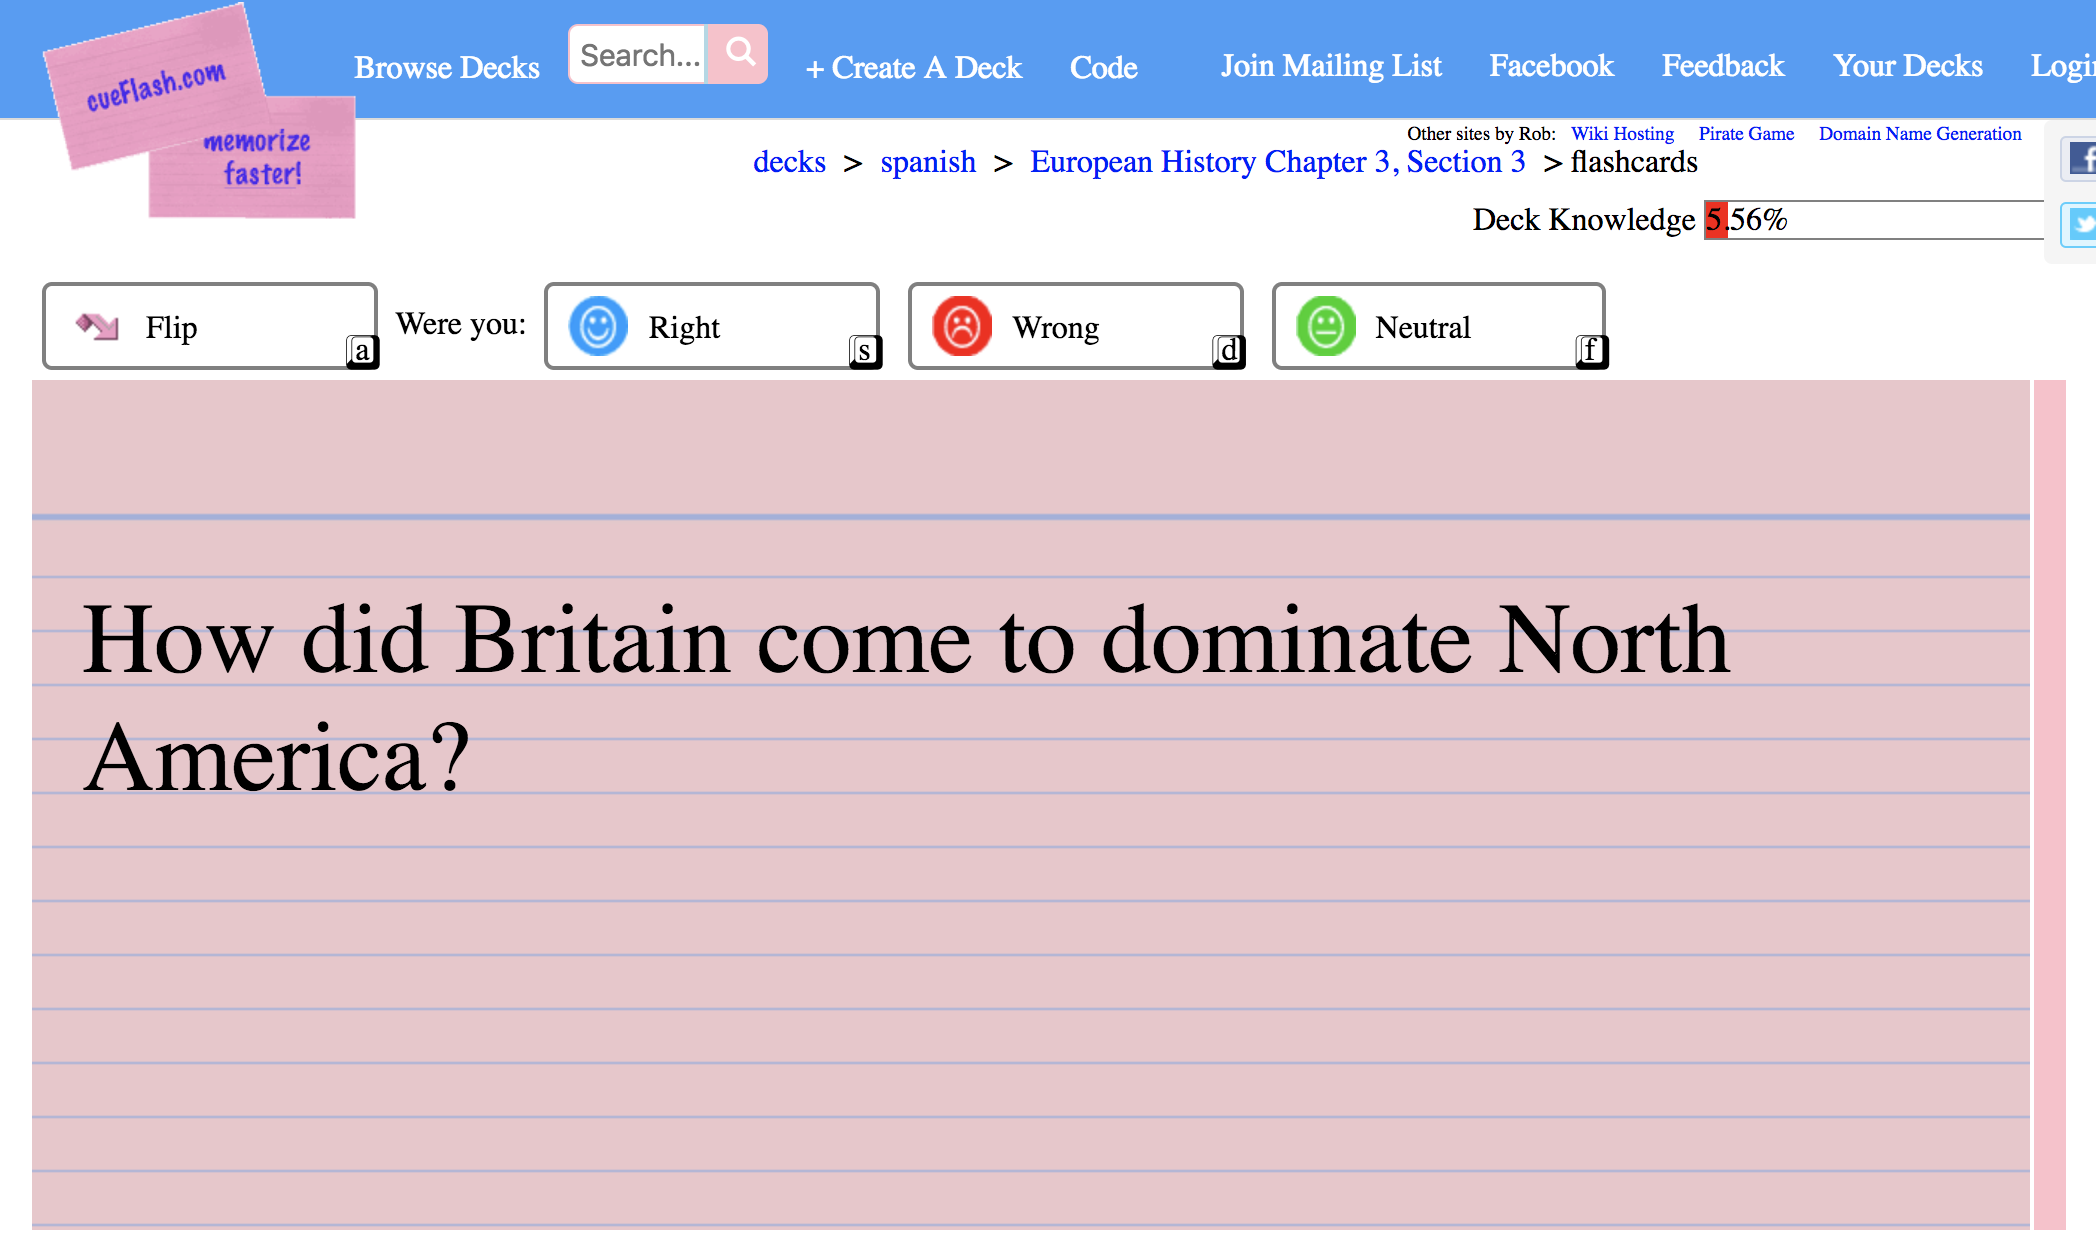 cueFlash.com
memorize
faster!
Browse Decks
Search...
+ Create A Deck
Code
Join Mailing List
Facebook
Feedback
Your Decks
Other sites by Rob: Wiki Hosting Pirate Game Domain Name Generation
decks > spanish > European History Chapter 3, Section 3 > flashcards
Deck Knowledge 5.56%
Flip
a
Were you:
Right
s
Wrong
d
Neutral
f
How did Britain come to dominate North
America?